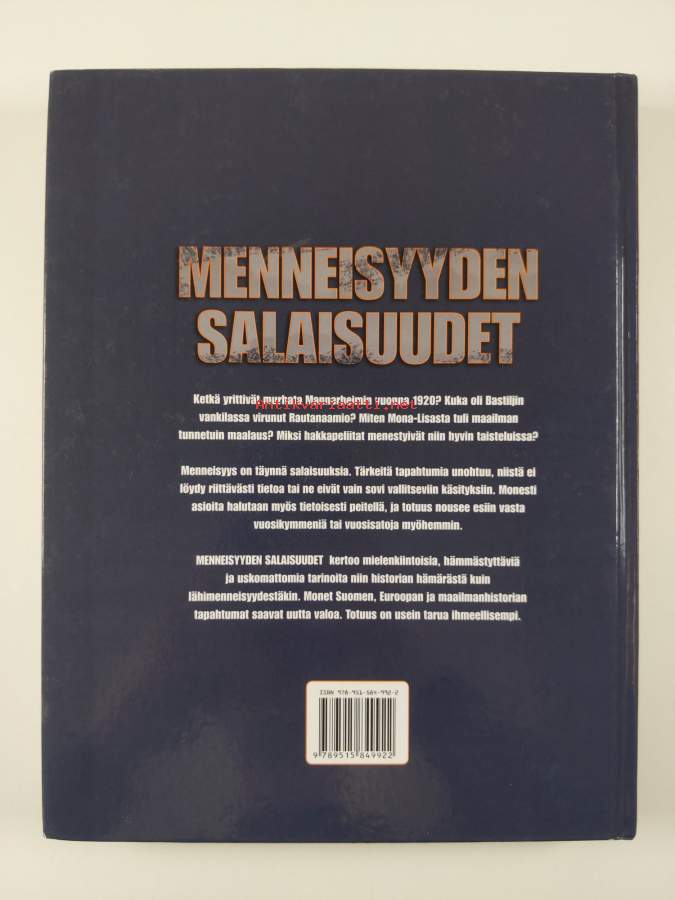 MENNEISYYDEN
SALAISUUDET
Ketkä yrittivät murhata Mannerheimin vuonna 1920? Kuka oli Bastiljin
Antikvariaatti.net
vankilassa virunut Rautanaamio? Miten Mona-Lisasta tuli maailman
tunnetuin maalaus? Miksi hakkapeliitat menestyivät niin hyvin taisteluissa?
Menneisyys on täynnä salaisuuksia. Tärkeitä tapahtumia unohtuu, niistä ei
löydy riittävästi tietoa tai ne eivät vain sovi vallitseviin käsityksiin. Monesti
asioita halutaan myös tietoisesti peitellä, ja totuus nousee esiin vasta
vuosikymmeniä tai vuosisatoja myöhemmin.
MENNEISYYDEN SALAISUUDET kertoo mielenkiintoisia, hämmästyttäviä
ja uskomattomia tarinoita niin historian hämärästä kuin
lähimenneisyydestäkin. Monet Suomen, Euroopan ja maailmanhistorian
tapahtumat saavat uutta valoa. Totuus on usein tarua ihmeellisempi.
ISBN 978-951-584-992-2
9 789515 849922